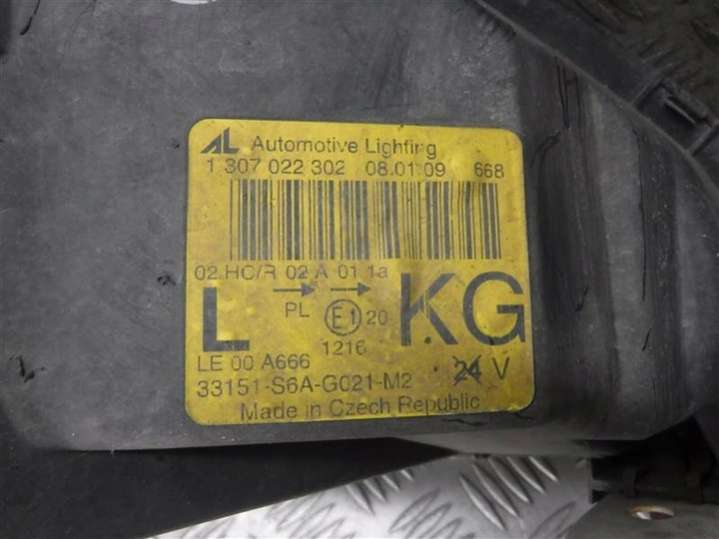 AL Automotive Lighting
1 307 022 302 08.01.09 668
02.HC/R 02 A 01 1a
L PL E1 20 KG
1216
LE 00 A666
33151-S6A-G021-M2 24 V
Made in Czech Republic